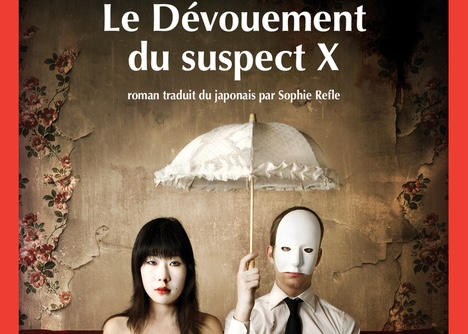 Le Dévouement
du suspect X
roman traduit du japonais par Sophie Refle